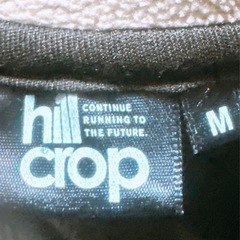 hill
CONTINUE
RUNNING TO
THE FUTURE.
crop
M